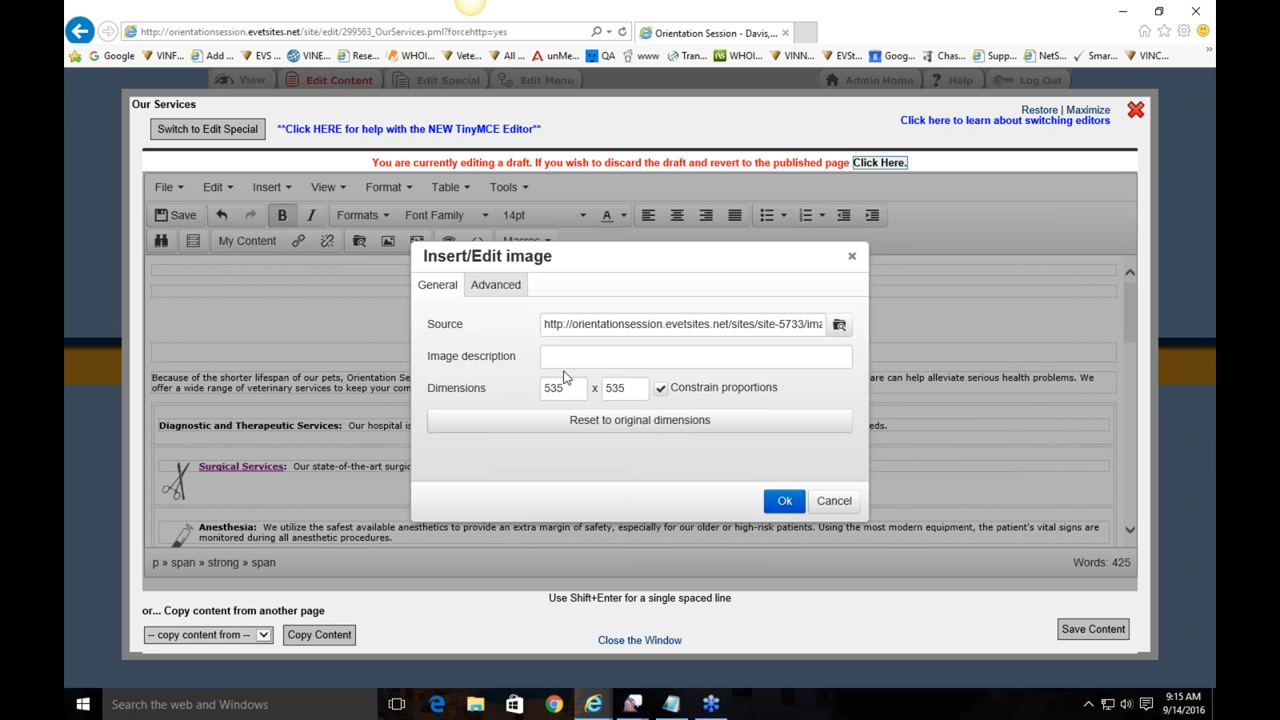 http://orientationsession.evetsites.net/site/edit/299563_OurServices.pml?forcehttp=yes
Orientation Session - Davis,...
Google VINF... Add ... EVS ... VINE... Rese... WHOI... Vete... All ... unMe... QA www Tran... WHOI... VINN... EVSt... Goog... Chas... Supp... NetS... Smar... VINC...
View Edit Content Edit Special Edit Menu Admin Home Help Log Out
Our Services
Restore | Maximize
Switch to Edit Special **Click HERE for help with the NEW TinyMCE Editor** Click here to learn about switching editors
You are currently editing a draft. If you wish to discard the draft and revert to the published page Click Here.
File Edit Insert View Format Table Tools
Save B I Formats Font Family 14pt A
My Content Macros
Insert/Edit image
General Advanced
Source http://orientationsession.evetsites.net/sites/site-5733/ima
Image description
Dimensions 535 x 535 Constrain proportions
Reset to original dimensions
Ok Cancel
Because of the shorter lifespan of our pets, Orientation Se are can help alleviate serious health problems. We
offer a wide range of veterinary services to keep your com
Diagnostic and Therapeutic Services: Our hospital is eds.
Surgical Services: Our state-of-the-art surgic
Anesthesia: We utilize the safest available anesthetics to provide an extra margin of safety, especially for our older or high-risk patients. Using the most modern equipment, the patient's vital signs are
monitored during all anesthetic procedures.
p » span » strong » span Words: 425
Use Shift+Enter for a single spaced line
or... Copy content from another page
-- copy content from -- Copy Content
Close the Window
Save Content
Search the web and Windows
9:15 AM
9/14/2016